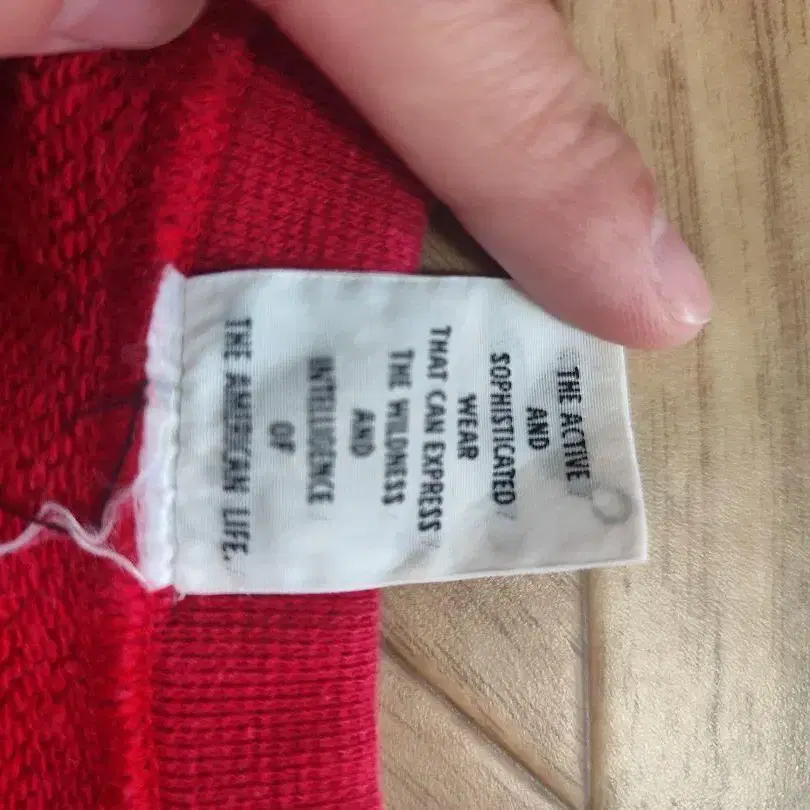 THE ACTIVE
AND
SOPHISTICATED
WEAR
THAT CAN EXPRESS
THE WILDNESS
AND
INTELLIGENCE
OF
THE AMERICAN LIFE.